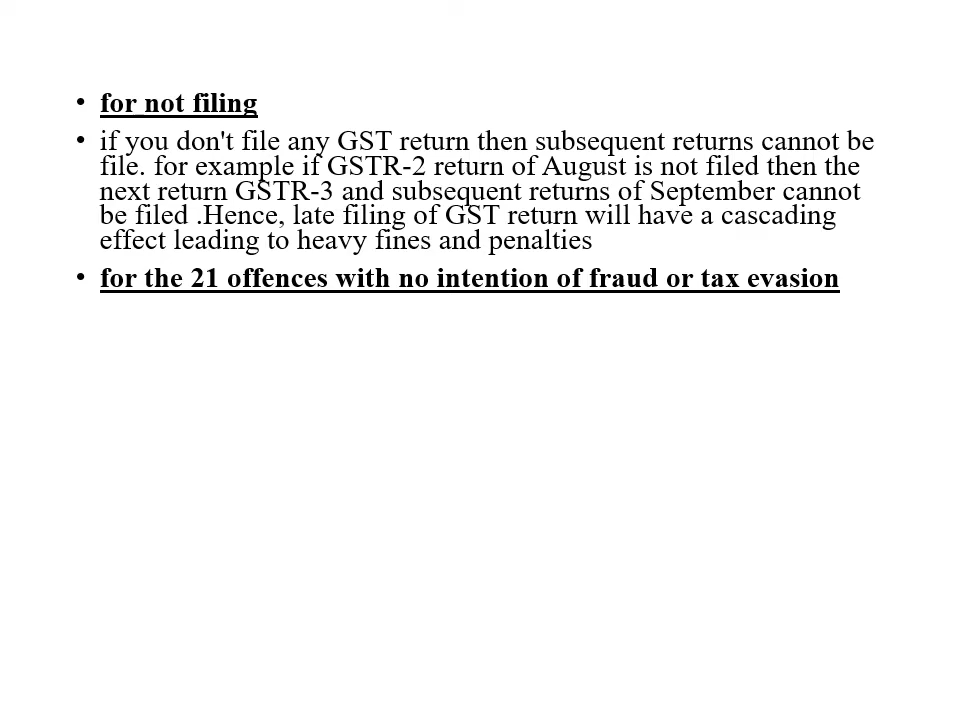 • for not filing
• if you don't file any GST return then subsequent returns cannot be
file. for example if GSTR-2 return of August is not filed then the
next return GSTR-3 and subsequent returns of September cannot
be filed .Hence, late filing of GST return will have a cascading
effect leading to heavy fines and penalties
• for the 21 offences with no intention of fraud or tax evasion